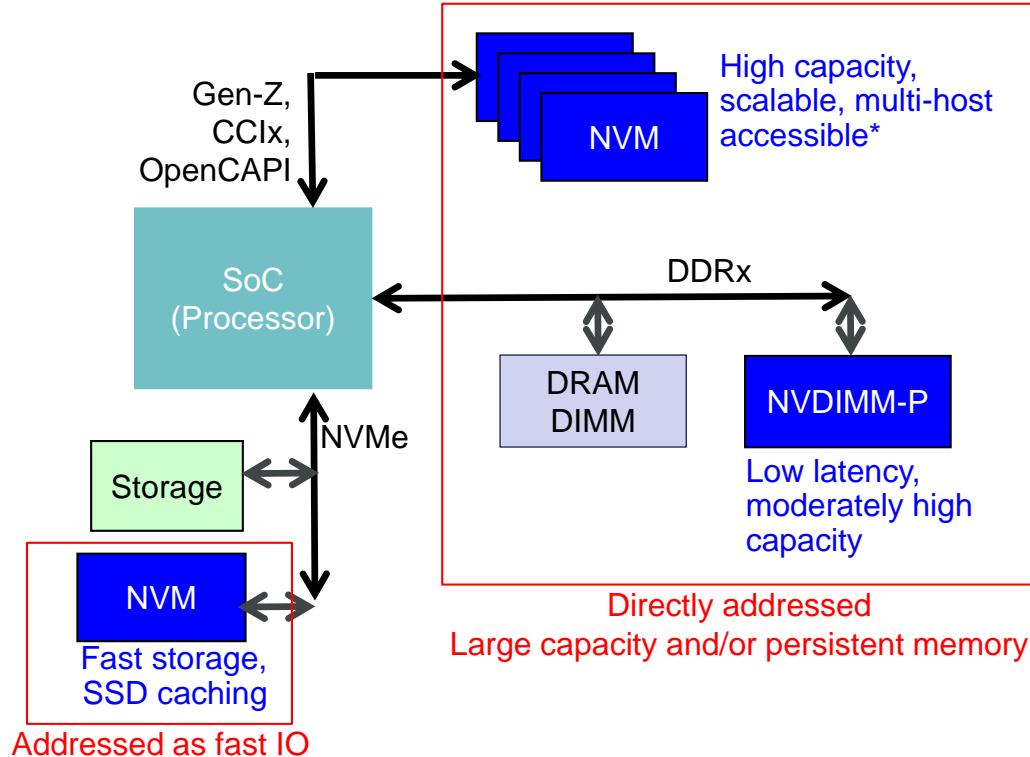 Gen-Z,
CCIx,
OpenCAPI
NVM
High capacity,
scalable, multi-host
accessible*
SoC
(Processor)
DDRx
DRAM
DIMM
NVDIMM-P
Low latency,
moderately high
capacity
NVMe
Storage
NVM
Fast storage,
SSD caching
Addressed as fast IO
Directly addressed
Large capacity and/or persistent memory